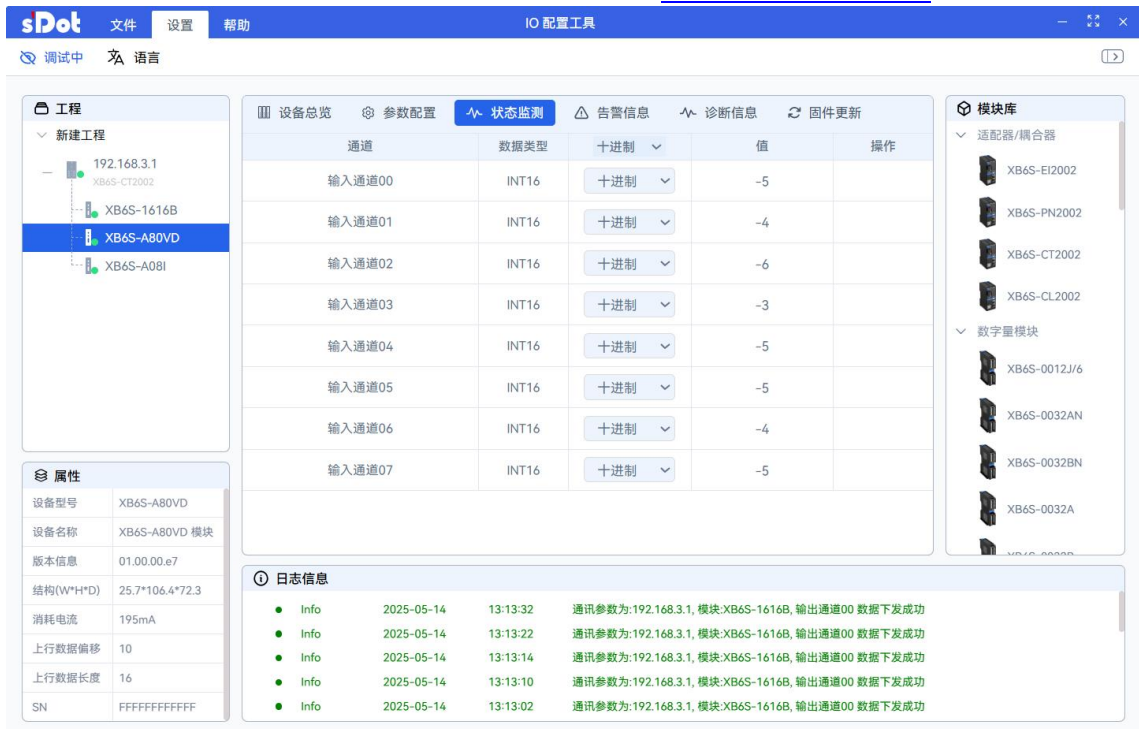 sDot 文件 设置 帮助 IO 配置工具
调试中 语言
工程
新建工程
192.168.3.1
XB6S-CT2002
XB6S-1616B
XB6S-A80VD
XB6S-A08I
属性
设备型号 XB6S-A80VD
设备名称 XB6S-A80VD 模块
版本信息 01.00.00.e7
结构(W*H*D) 25.7*106.4*72.3
消耗电流 195mA
上行数据偏移 10
上行数据长度 16
SN FFFFFFFFFFFF
设备总览 参数配置 状态监测 告警信息 诊断信息 固件更新
通道 数据类型 十进制 值 操作
输入通道00 INT16 十进制 -5
输入通道01 INT16 十进制 -4
输入通道02 INT16 十进制 -6
输入通道03 INT16 十进制 -3
输入通道04 INT16 十进制 -5
输入通道05 INT16 十进制 -5
输入通道06 INT16 十进制 -4
输入通道07 INT16 十进制 -5
日志信息
Info 2025-05-14 13:13:32 通讯参数为:192.168.3.1, 模块:XB6S-1616B, 输出通道00 数据下发成功
Info 2025-05-14 13:13:22 通讯参数为:192.168.3.1, 模块:XB6S-1616B, 输出通道00 数据下发成功
Info 2025-05-14 13:13:14 通讯参数为:192.168.3.1, 模块:XB6S-1616B, 输出通道00 数据下发成功
Info 2025-05-14 13:13:10 通讯参数为:192.168.3.1, 模块:XB6S-1616B, 输出通道00 数据下发成功
Info 2025-05-14 13:13:02 通讯参数为:192.168.3.1, 模块:XB6S-1616B, 输出通道00 数据下发成功
模块库
适配器/耦合器
XB6S-EI2002
XB6S-PN2002
XB6S-CT2002
XB6S-CL2002
数字量模块
XB6S-0012J/6
XB6S-0032AN
XB6S-0032BN
XB6S-0032A